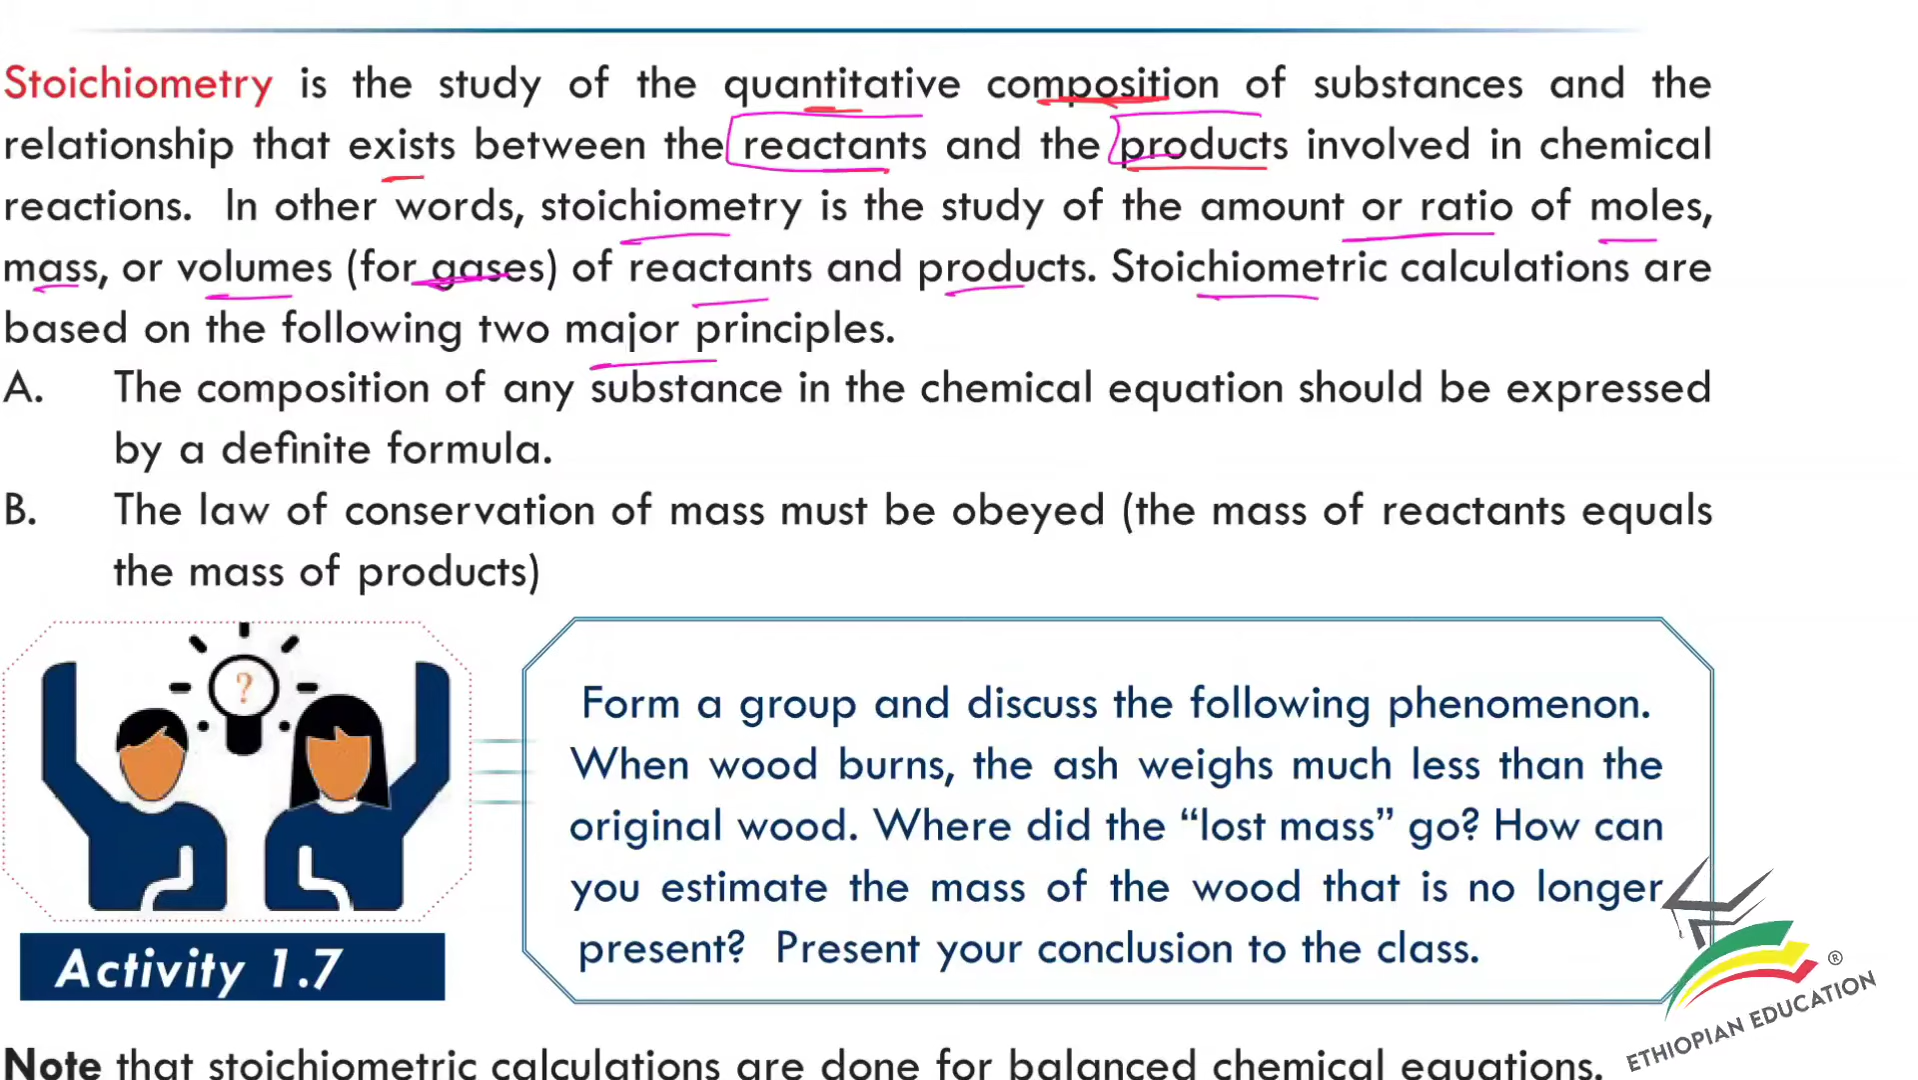 Stoichiometry is the study of the quantitative composition of substances and the
relationship that exists between the reactants and the products involved in chemical
reactions. In other words, stoichiometry is the study of the amount or ratio of moles,
mass, or volumes (for gases) of reactants and products. Stoichiometric calculations are
based on the following two major principles.
A. The composition of any substance in the chemical equation should be expressed
by a definite formula.
B. The law of conservation of mass must be obeyed (the mass of reactants equals
the mass of products)
?
Form a group and discuss the following phenomenon.
When wood burns, the ash weighs much less than the
original wood. Where did the “lost mass” go? How can
you estimate the mass of the wood that is no longer
present? Present your conclusion to the class.
Activity 1.7
®
ETHIOPIAN EDUCATION
Note that stoichiometric calculations are done for balanced chemical equations.